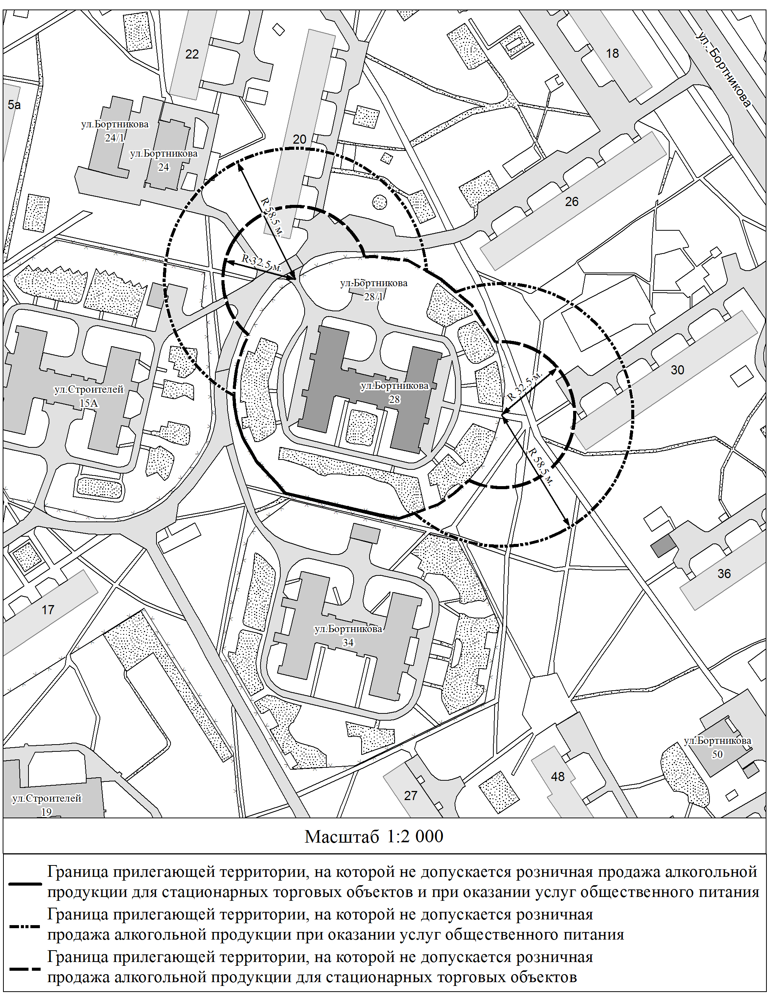 22
18
ул. Бортникова
5а
ул.Бортникова
24/1
20
ул.Бортникова
24
26
R 58.5 м.
R 32.5 м.
ул.Бортникова
28/1
30
R 32.5 м.
ул.Строителей
15А
ул.Бортникова
28
R 58.5 м.
36
17
ул.Бортникова
34
ул.Бортникова
50
48
27
ул.Строителей
19
Масштаб 1:2 000
Граница прилегающей территории, на которой не допускается розничная продажа алкогольной
продукции для стационарных торговых объектов и при оказании услуг общественного питания
Граница прилегающей территории, на которой не допускается розничная
продажа алкогольной продукции при оказании услуг общественного питания
Граница прилегающей территории, на которой не допускается розничная
продажа алкогольной продукции для стационарных торговых объектов